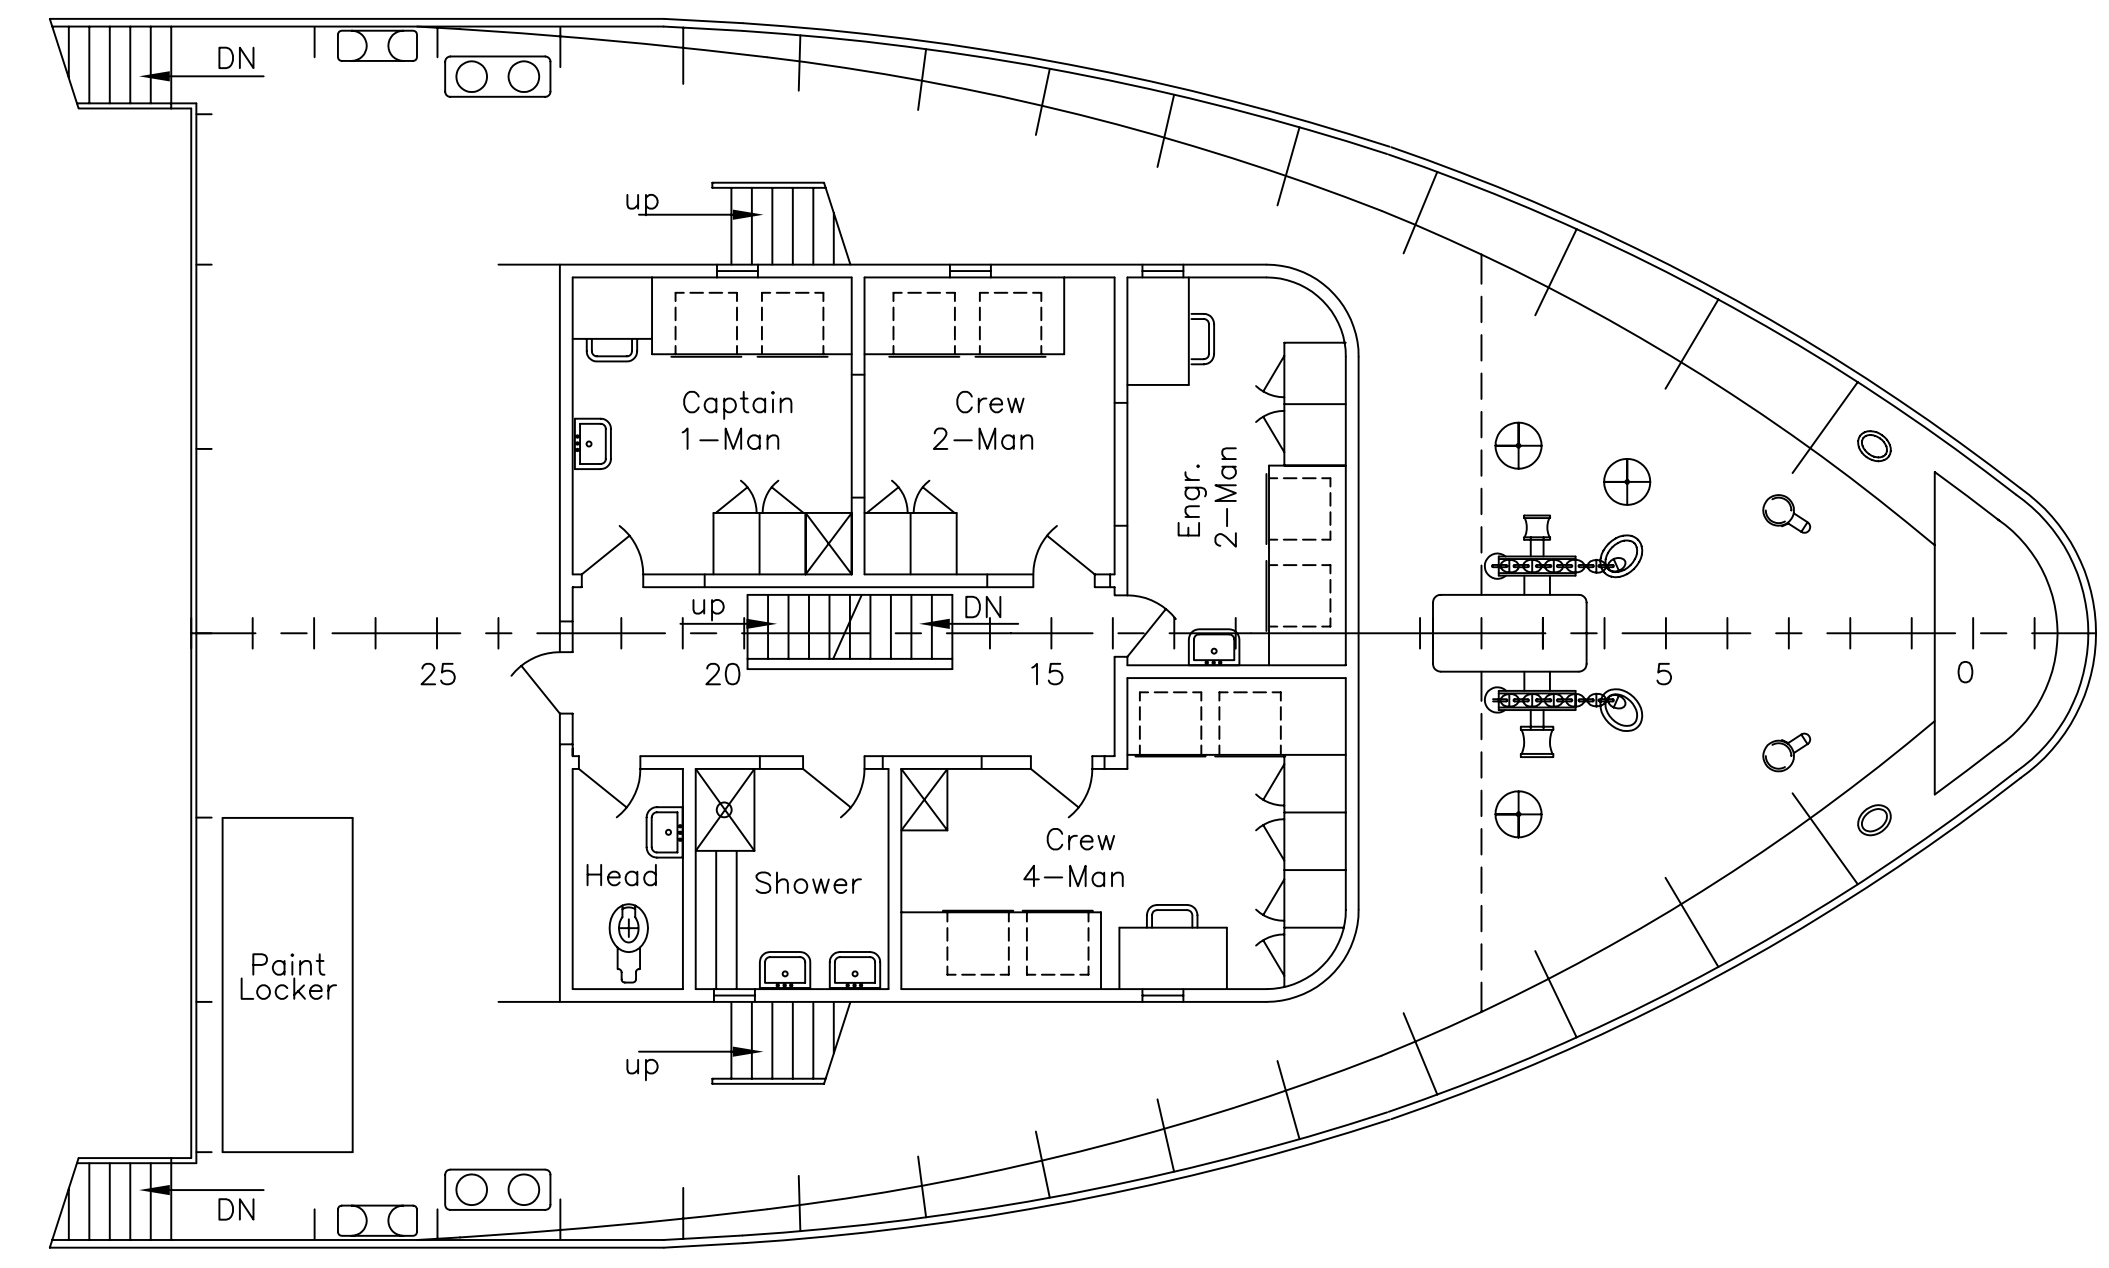 DN
up
Captain
1-Man
Crew
2-Man
Engr.
2-Man
up
DN
25
20
15
5
0
Head
Shower
Crew
4-Man
Paint
Locker
up
DN